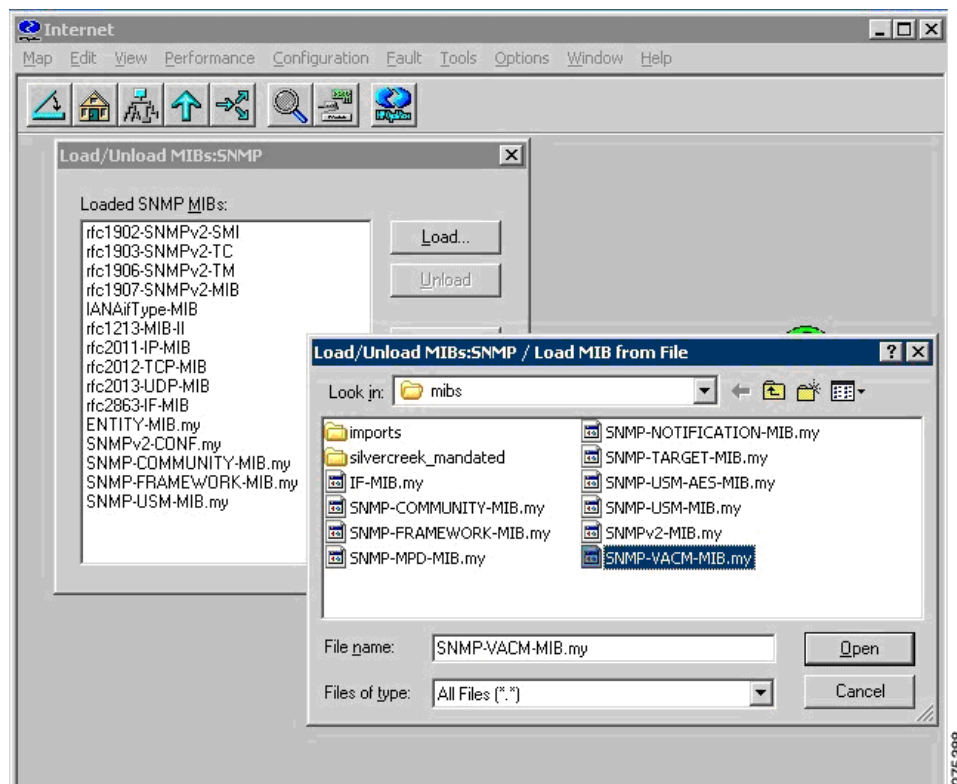 Internet
Map Edit View Performance Configuration Fault Tools Options Window Help
Load/Unload MIBs:SNMP
Loaded SNMP MIBs:
rfc1902-SNMPv2-SMI
rfc1903-SNMPv2-TC
rfc1906-SNMPv2-TM
rfc1907-SNMPv2-MIB
IANAifType-MIB
rfc1213-MIB-II
rfc2011-IP-MIB
rfc2012-TCP-MIB
rfc2013-UDP-MIB
rfc2863-IF-MIB
ENTITY-MIB.my
SNMPv2-CONF.my
SNMP-COMMUNITY-MIB.my
SNMP-FRAMEWORK-MIB.my
SNMP-USM-MIB.my
Load...
Unload
Load/Unload MIBs:SNMP / Load MIB from File
Look in: mibs
imports
silvercreek_mandated
IF-MIB.my
SNMP-COMMUNITY-MIB.my
SNMP-FRAMEWORK-MIB.my
SNMP-MPD-MIB.my
SNMP-NOTIFICATION-MIB.my
SNMP-TARGET-MIB.my
SNMP-USM-AES-MIB.my
SNMP-USM-MIB.my
SNMPv2-MIB.my
SNMP-VACM-MIB.my
File name: SNMP-VACM-MIB.my
Open
Files of type: All Files (*.*)
Cancel